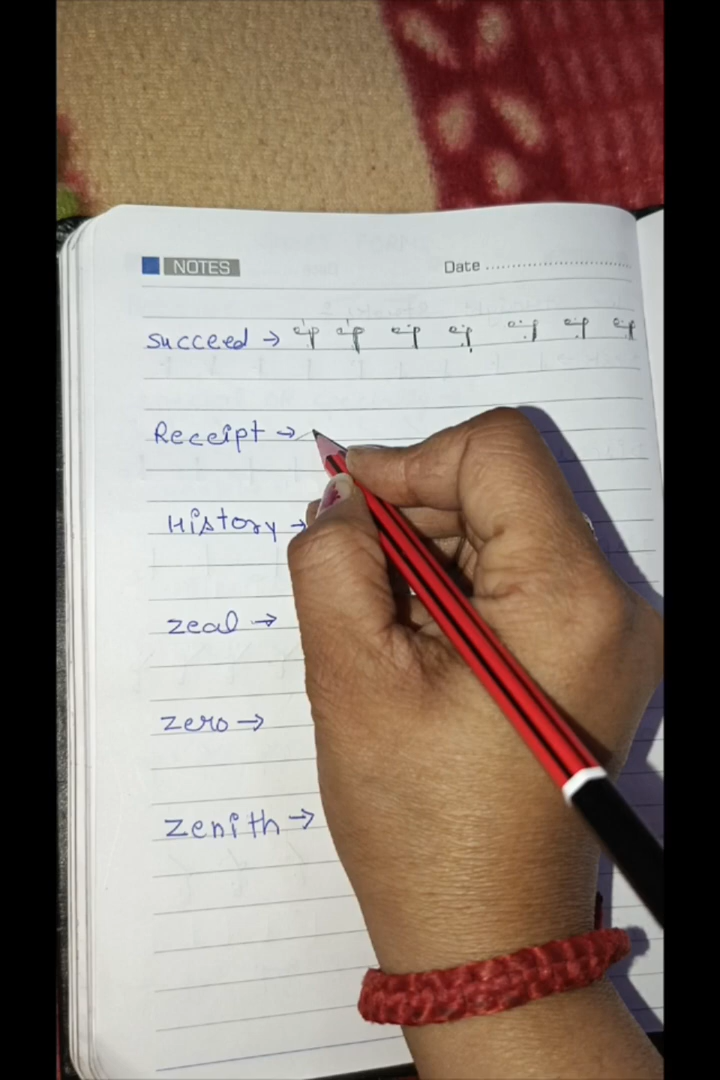 NOTES Date
Succeed →
Receipt →
History →
Zeal →
Zero →
Zenith →